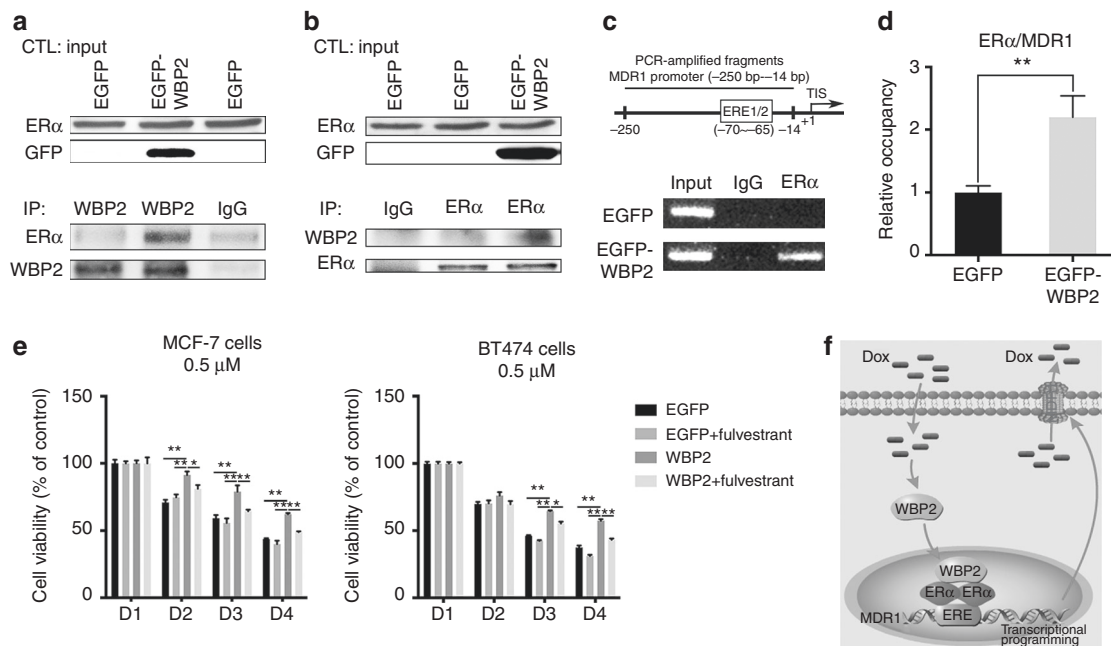 a
CTL: input
EGFP
EGFP-
WBP2
EGFP
ERα
GFP
IP:
WBP2 WBP2 IgG
ERα
WBP2
b
CTL: input
EGFP
EGFP
EGFP-
WBP2
ERα
GFP
IP:
IgG ERα ERα
WBP2
ERα
c
PCR-amplified fragments
MDR1 promoter (–250 bp-–14 bp)
TIS
ERE1/2
–250
(–70~–65)
–14
+1
Input IgG ERα
EGFP
EGFP-
WBP2
d
ERα/MDR1
**
Relative occupancy
3
2
1
0
EGFP
EGFP-
WBP2
e
MCF-7 cells
0.5 μM
Cell viability (% of control)
150
100
50
0
** ** *
** ****
** ****
D1 D2 D3 D4
BT474 cells
0.5 μM
Cell viability (% of control)
150
100
50
0
** ** *
** ****
D1 D2 D3 D4
EGFP
EGFP+fulvestrant
WBP2
WBP2+fulvestrant
f
Dox
Dox
WBP2
WBP2
ERα ERα
MDR1
ERE
Transcriptional
programming